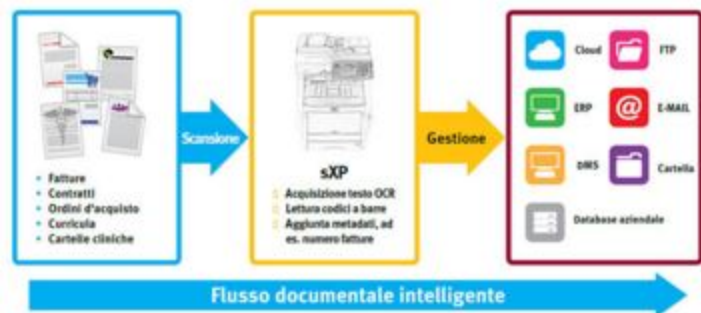 Fatture
Contratti
Ordini d'acquisto
Curricula
Cartelle cliniche
Scansione
sXP
Acquisizione testo OCR
Lettura codici a barre
Aggiunta metadati, ad
es. numero fatture
Gestione
Cloud
FTP
ERP
E-MAIL
DMS
Cartella
Database aziendale
Flusso documentale intelligente